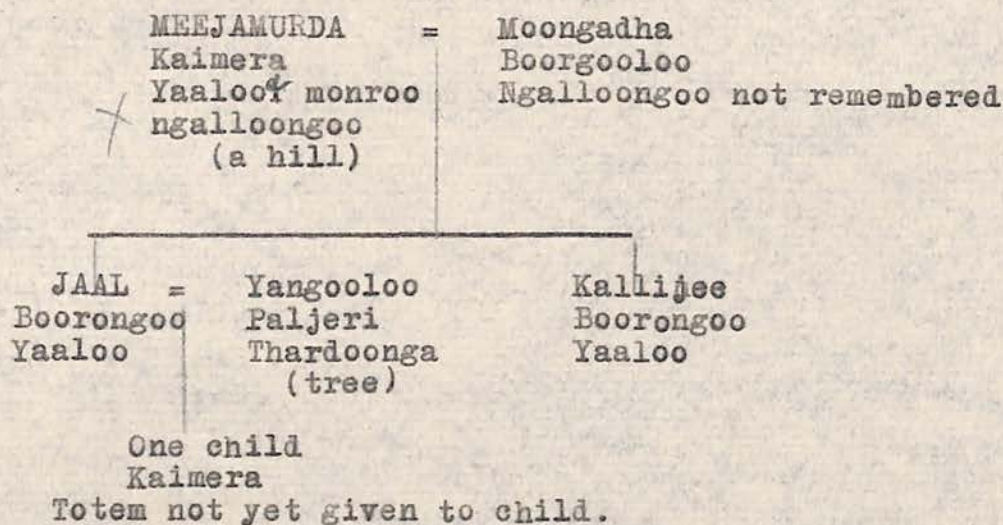 MEEJAMURDA = Moongadha
Kaimera Boorgooloo
Yaaloo monroo Ngalloongoo not remembered
ngalloongoo
(a hill)
JAAL = Yangooloo Kallijee
Boorongoo Paljeri Boorongoo
Yaaloo Thardoonga Yaaloo
(tree)
One child
Kaimera
Totem not yet given to child.